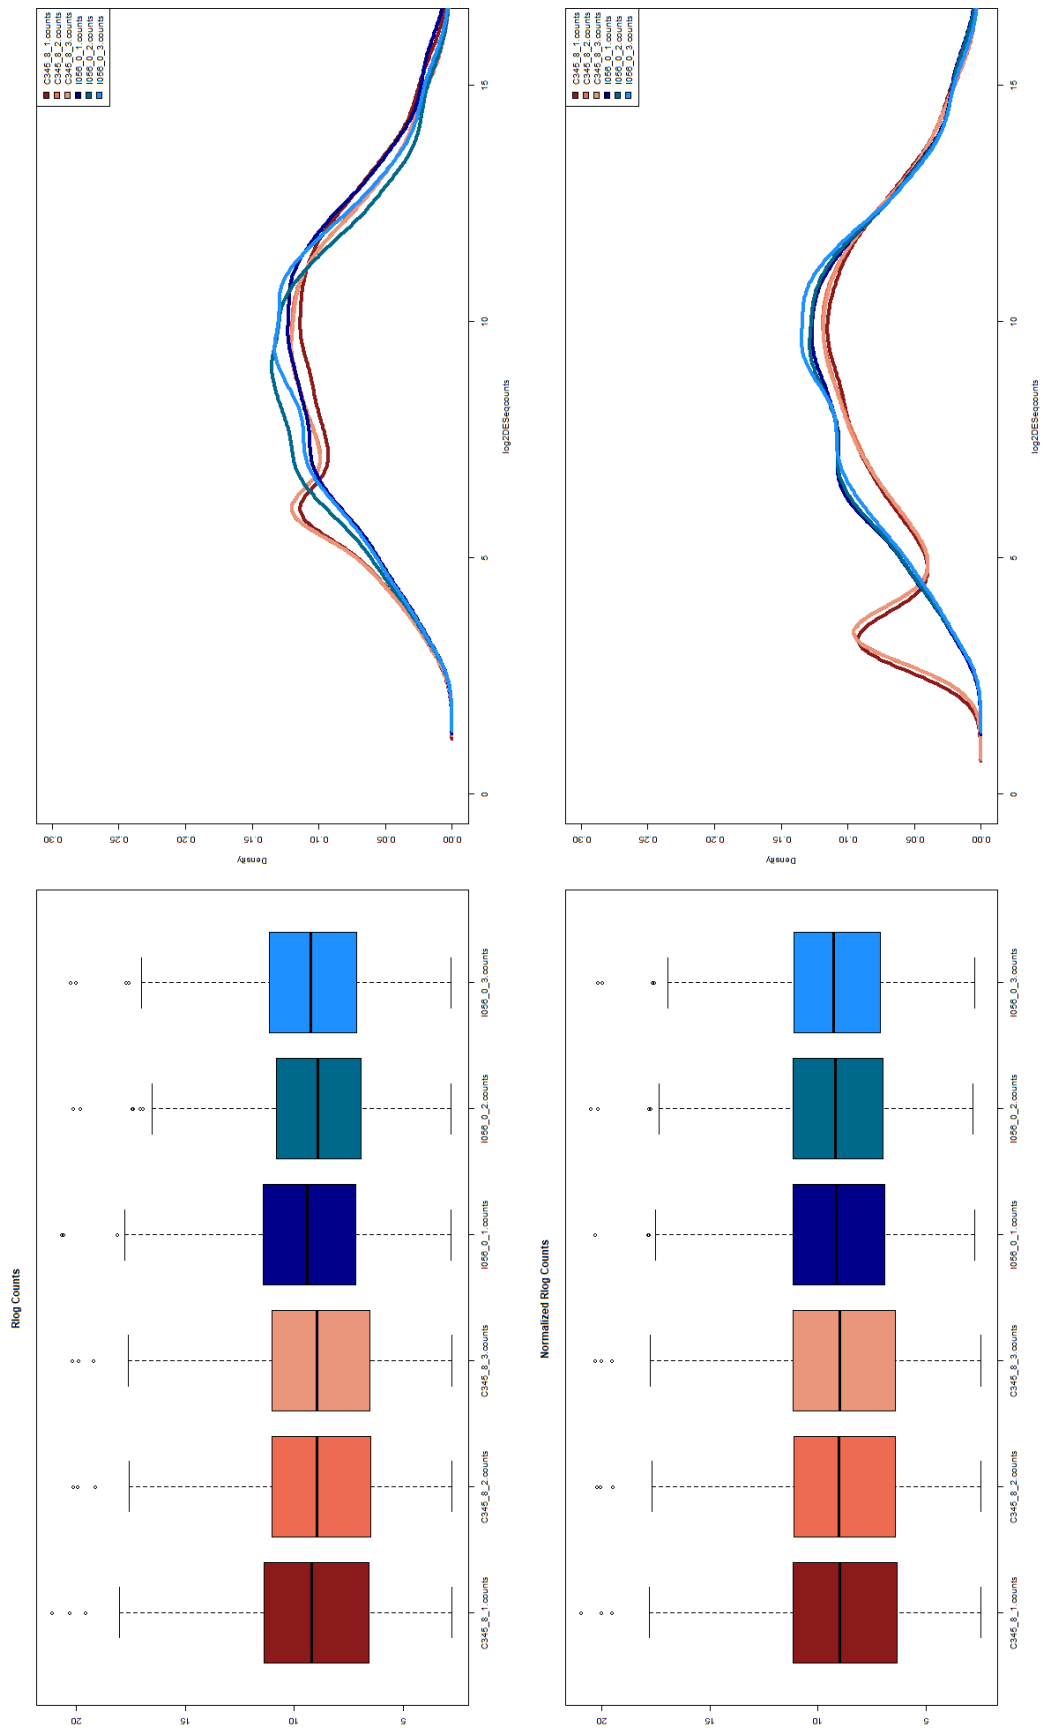 Rlog Counts
20
15
10
5
C345_8_1.counts
C345_8_2.counts
C345_8_3.counts
I056_0_1.counts
I056_0_2.counts
I056_0_3.counts
Density
0.30
0.25
0.20
0.15
0.10
0.05
0.00
C345_8_1.counts
C345_8_2.counts
C345_8_3.counts
I056_0_1.counts
I056_0_2.counts
I056_0_3.counts
0
5
10
15
log2DESeqcounts
Normalized Rlog Counts
20
15
10
5
C345_8_1.counts
C345_8_2.counts
C345_8_3.counts
I056_0_1.counts
I056_0_2.counts
I056_0_3.counts
Density
0.30
0.25
0.20
0.15
0.10
0.05
0.00
C345_8_1.counts
C345_8_2.counts
C345_8_3.counts
I056_0_1.counts
I056_0_2.counts
I056_0_3.counts
0
5
10
15
log2DESeqcounts